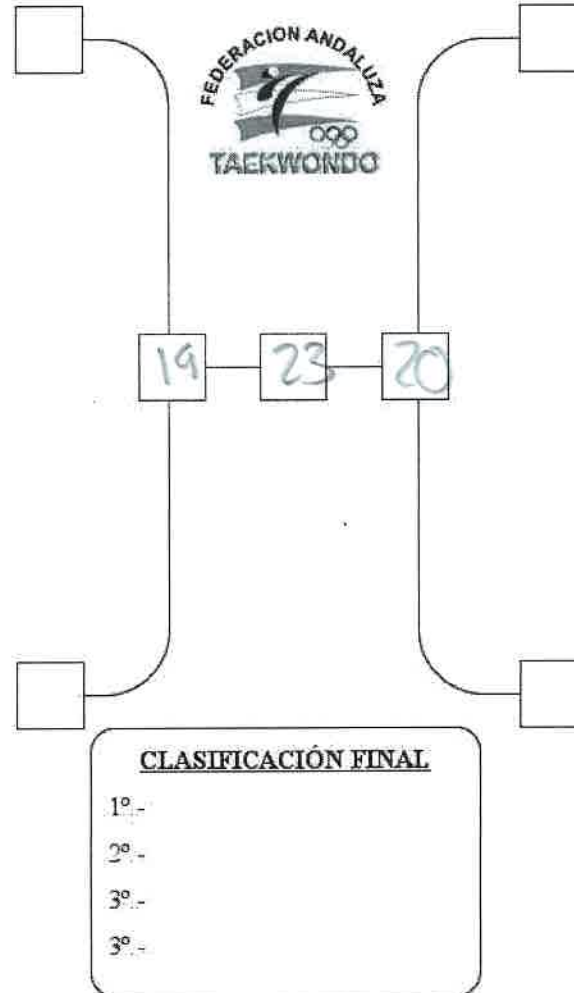 FEDERACION ANDALUZA
TAEKWONDO
19 23 20
CLASIFICACIÓN FINAL
1º.-
2º.-
3º.-
3º.-